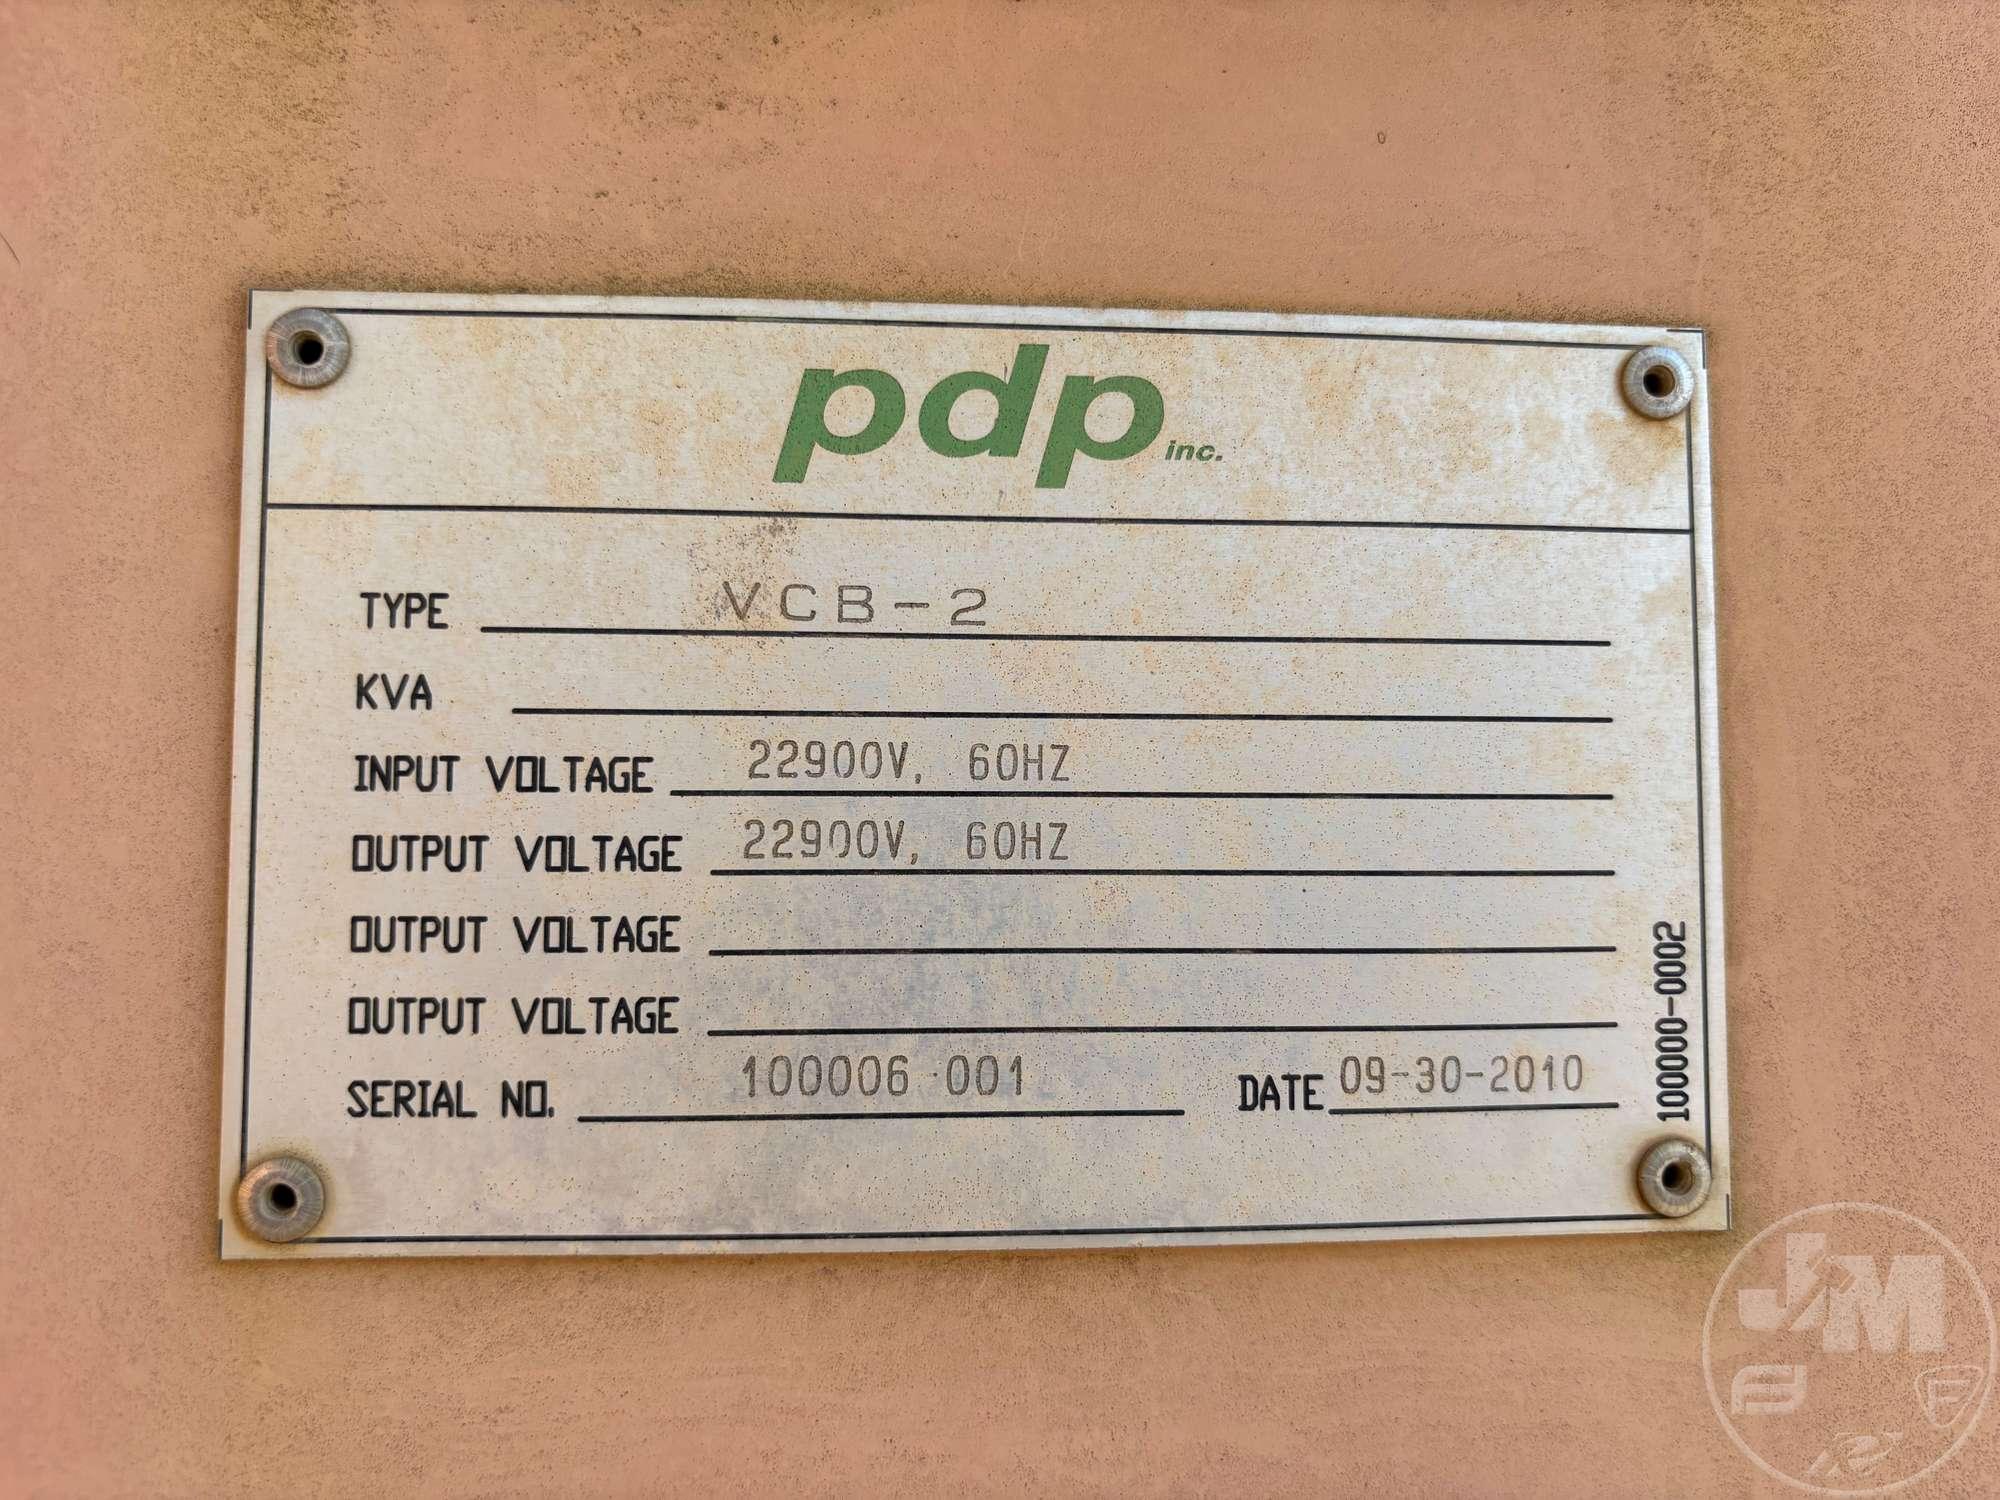 pdp inc.
TYPE VCB-2
KVA
INPUT VOLTAGE 22900V, 60HZ
OUTPUT VOLTAGE 22900V, 60HZ
OUTPUT VOLTAGE
OUTPUT VOLTAGE
SERIAL NO. 100006-001 DATE 09-30-2010
100000-0002
J&M
F